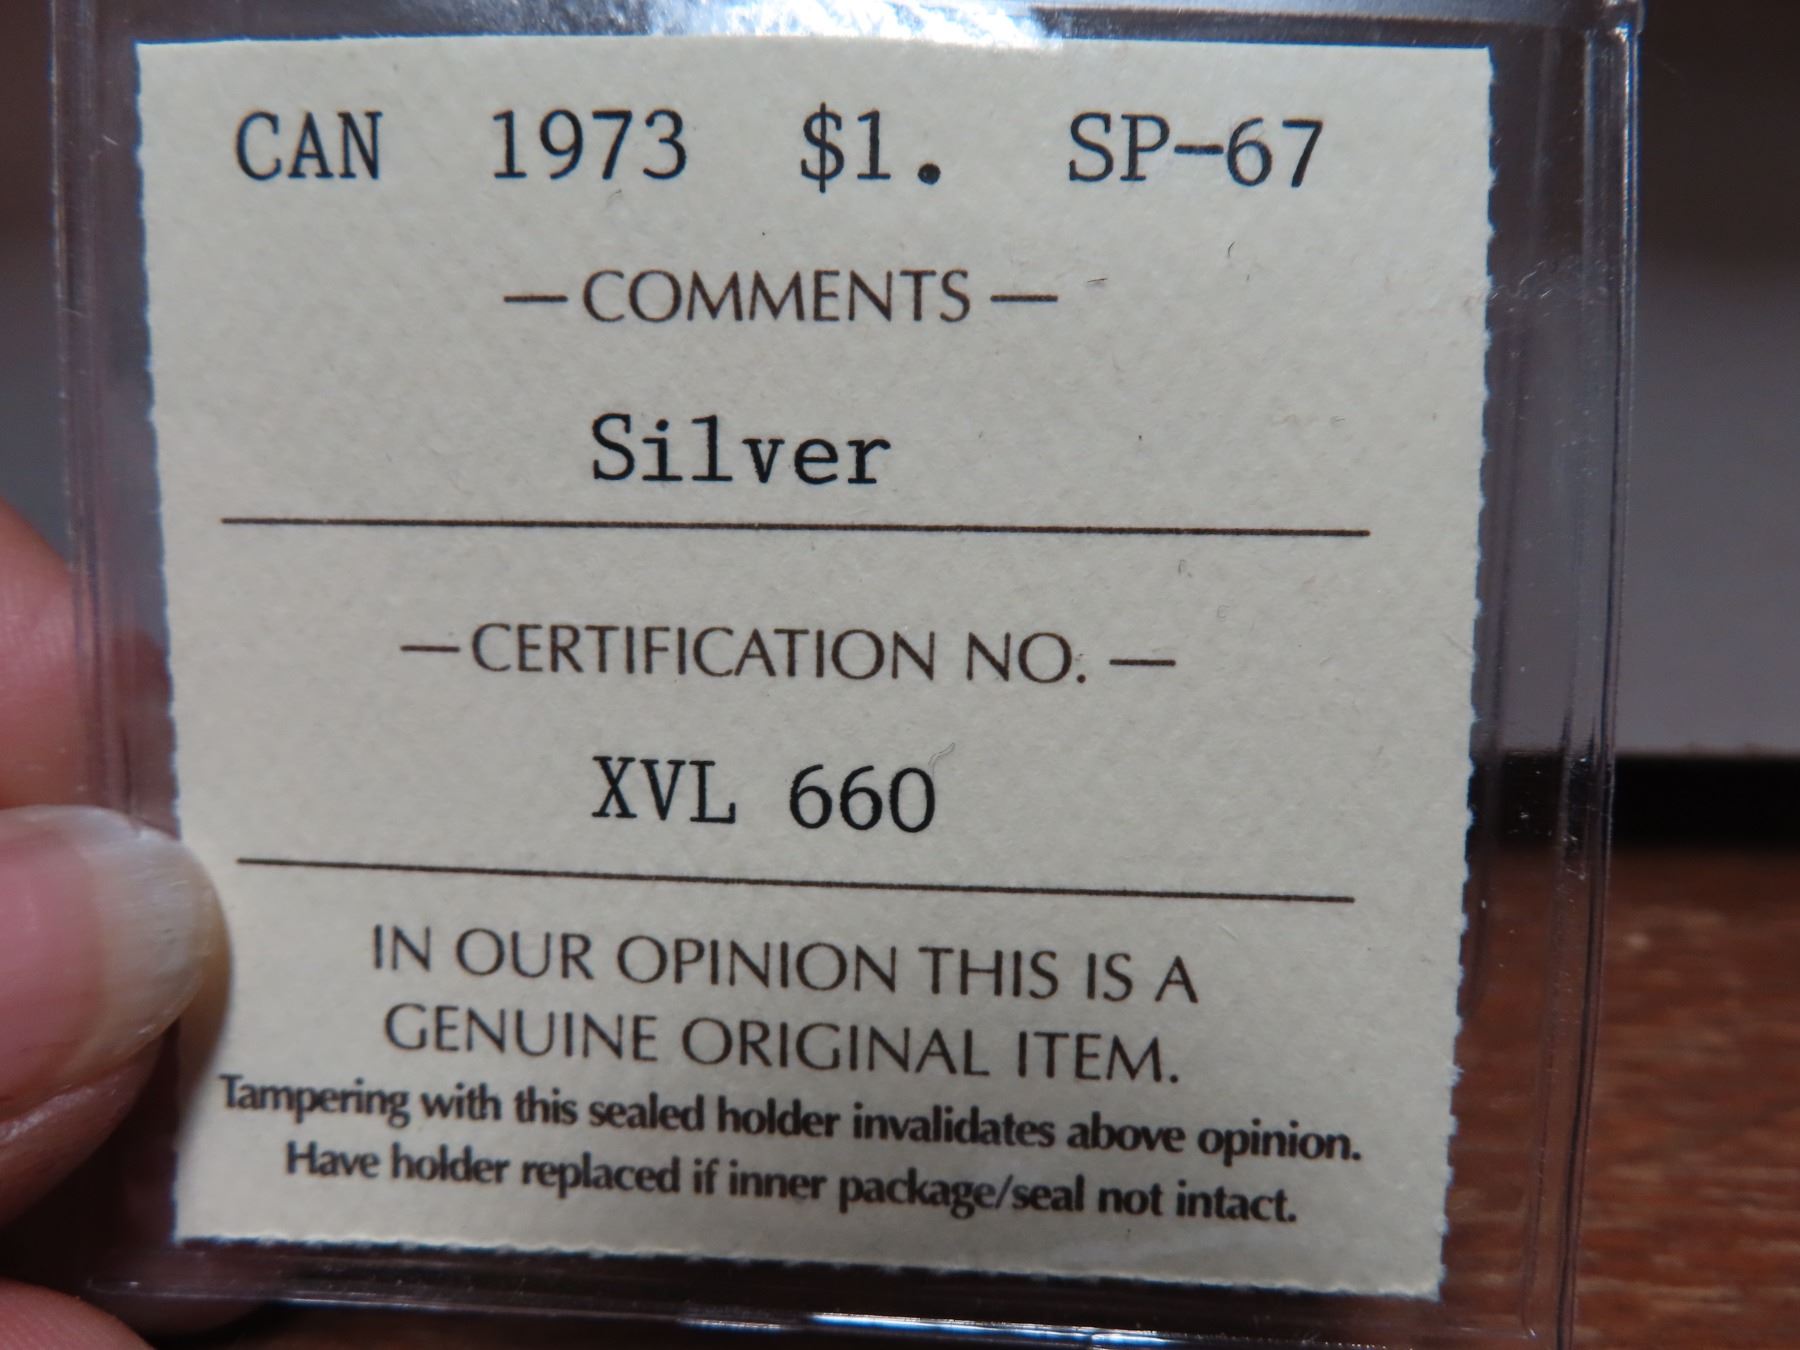 CAN 1973 $1. SP-67
— COMMENTS —
Silver
— CERTIFICATION NO. —
XVL 660
IN OUR OPINION THIS IS A
GENUINE ORIGINAL ITEM.
Tampering with this sealed holder invalidates above opinion.
Have holder replaced if inner package/seal not intact.